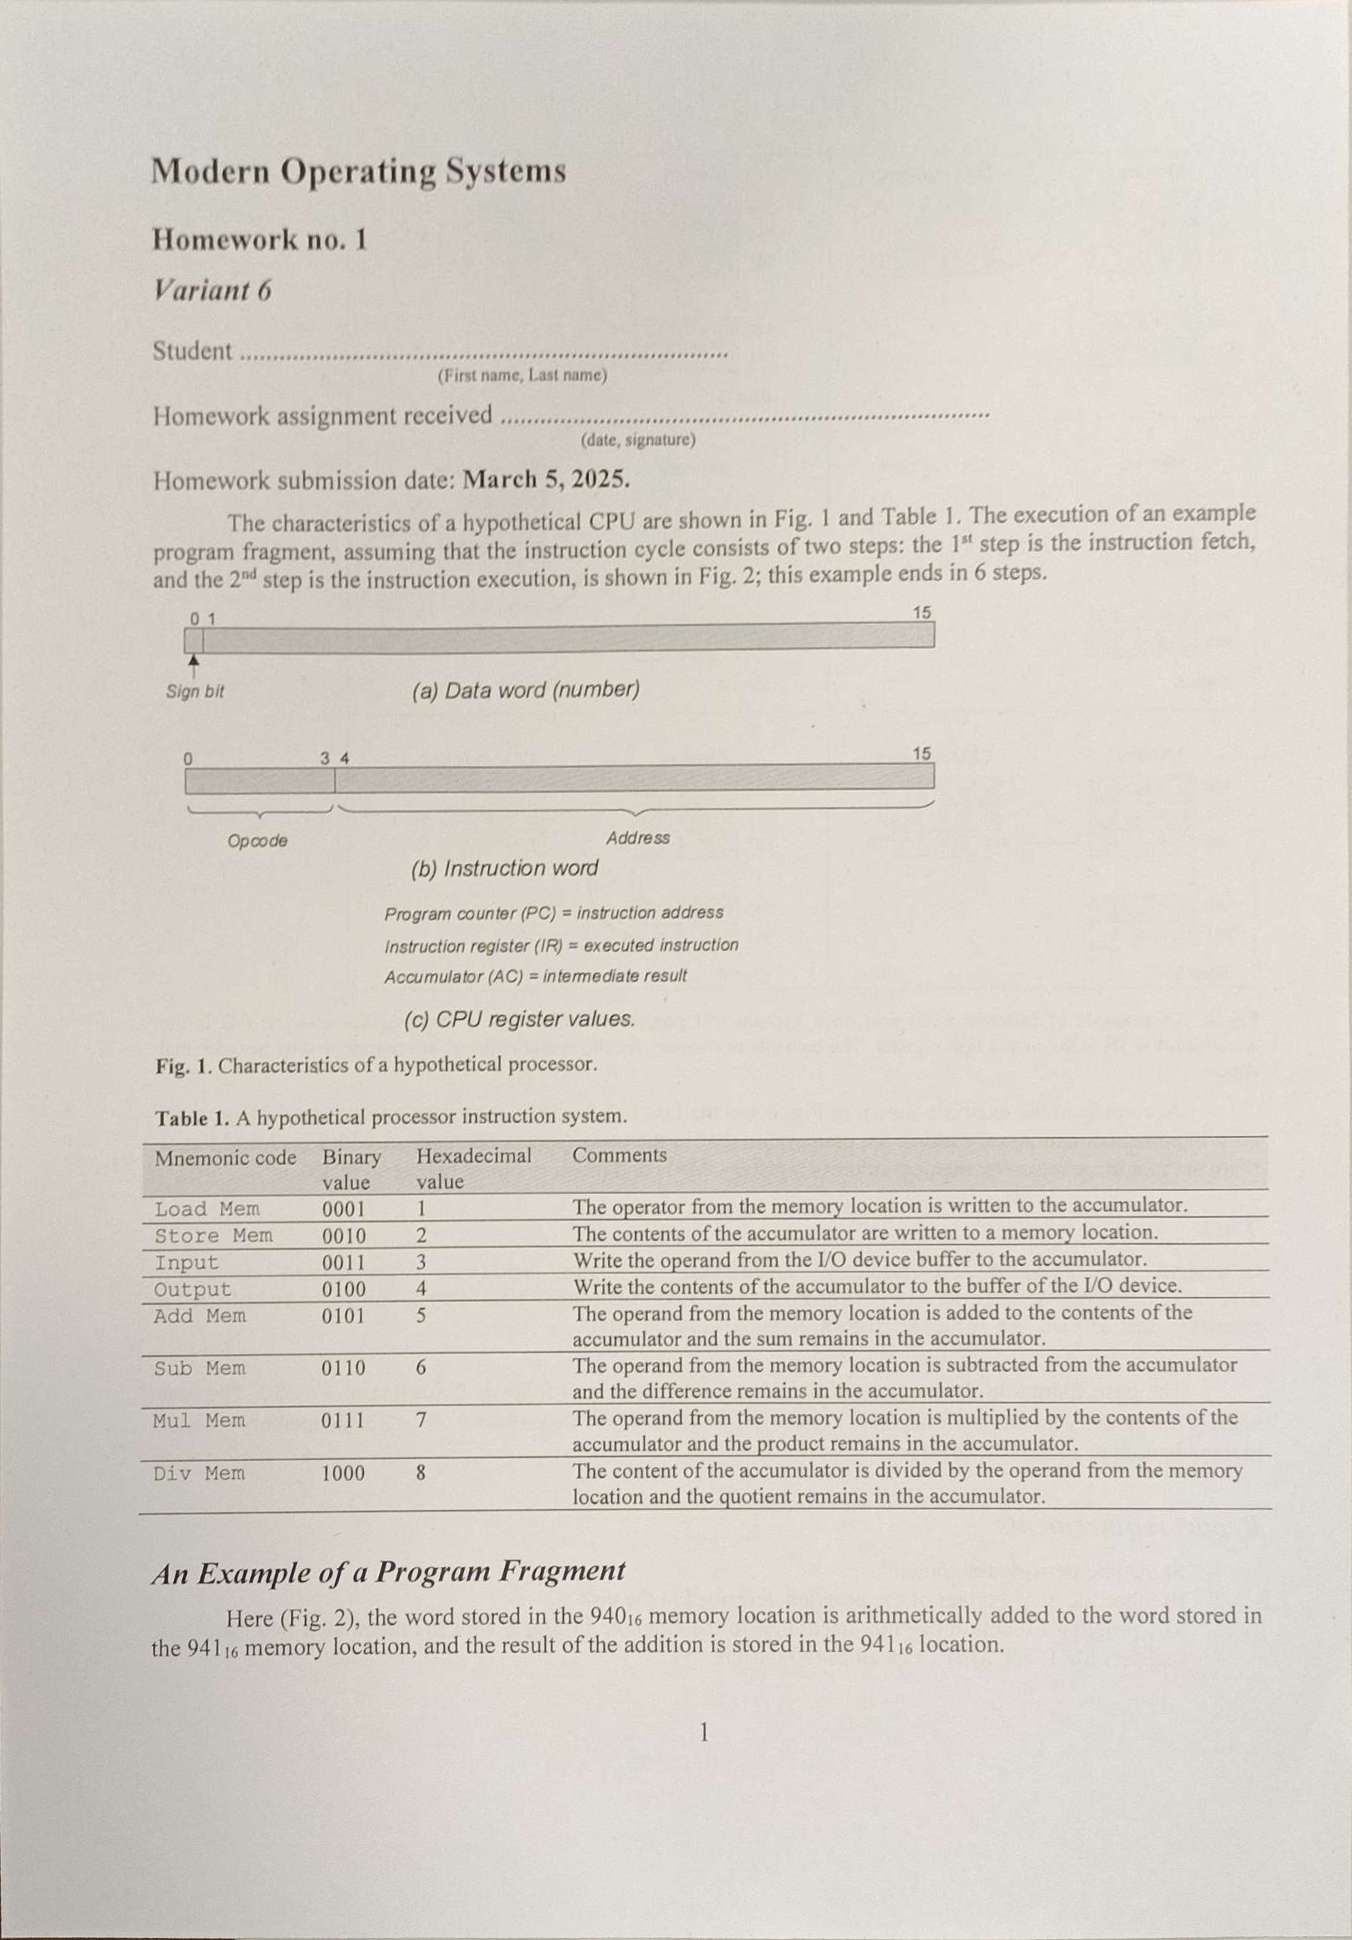 Modern Operating Systems
Homework no. 1
Variant 6
Student ..........................................................................
(First name, Last name)
Homework assignment received ..........................................................................
(date, signature)
Homework submission date: March 5, 2025.
The characteristics of a hypothetical CPU are shown in Fig. 1 and Table 1. The execution of an example
program fragment, assuming that the instruction cycle consists of two steps: the 1st step is the instruction fetch,
and the 2nd step is the instruction execution, is shown in Fig. 2; this example ends in 6 steps.
0 1 15
Sign bit
(a) Data word (number)
0 3 4 15
Opcode Address
(b) Instruction word
Program counter (PC) = instruction address
Instruction register (IR) = executed instruction
Accumulator (AC) = intermediate result
(c) CPU register values.
Fig. 1. Characteristics of a hypothetical processor.
Table 1. A hypothetical processor instruction system.
Mnemonic code Binary Hexadecimal Comments
value value
Load Mem 0001 1 The operator from the memory location is written to the accumulator.
Store Mem 0010 2 The contents of the accumulator are written to a memory location.
Input 0011 3 Write the operand from the I/O device buffer to the accumulator.
Output 0100 4 Write the contents of the accumulator to the buffer of the I/O device.
Add Mem 0101 5 The operand from the memory location is added to the contents of the
accumulator and the sum remains in the accumulator.
Sub Mem 0110 6 The operand from the memory location is subtracted from the accumulator
and the difference remains in the accumulator.
Mul Mem 0111 7 The operand from the memory location is multiplied by the contents of the
accumulator and the product remains in the accumulator.
Div Mem 1000 8 The content of the accumulator is divided by the operand from the memory
location and the quotient remains in the accumulator.
An Example of a Program Fragment
Here (Fig. 2), the word stored in the 94016 memory location is arithmetically added to the word stored in
the 94116 memory location, and the result of the addition is stored in the 94116 location.
1